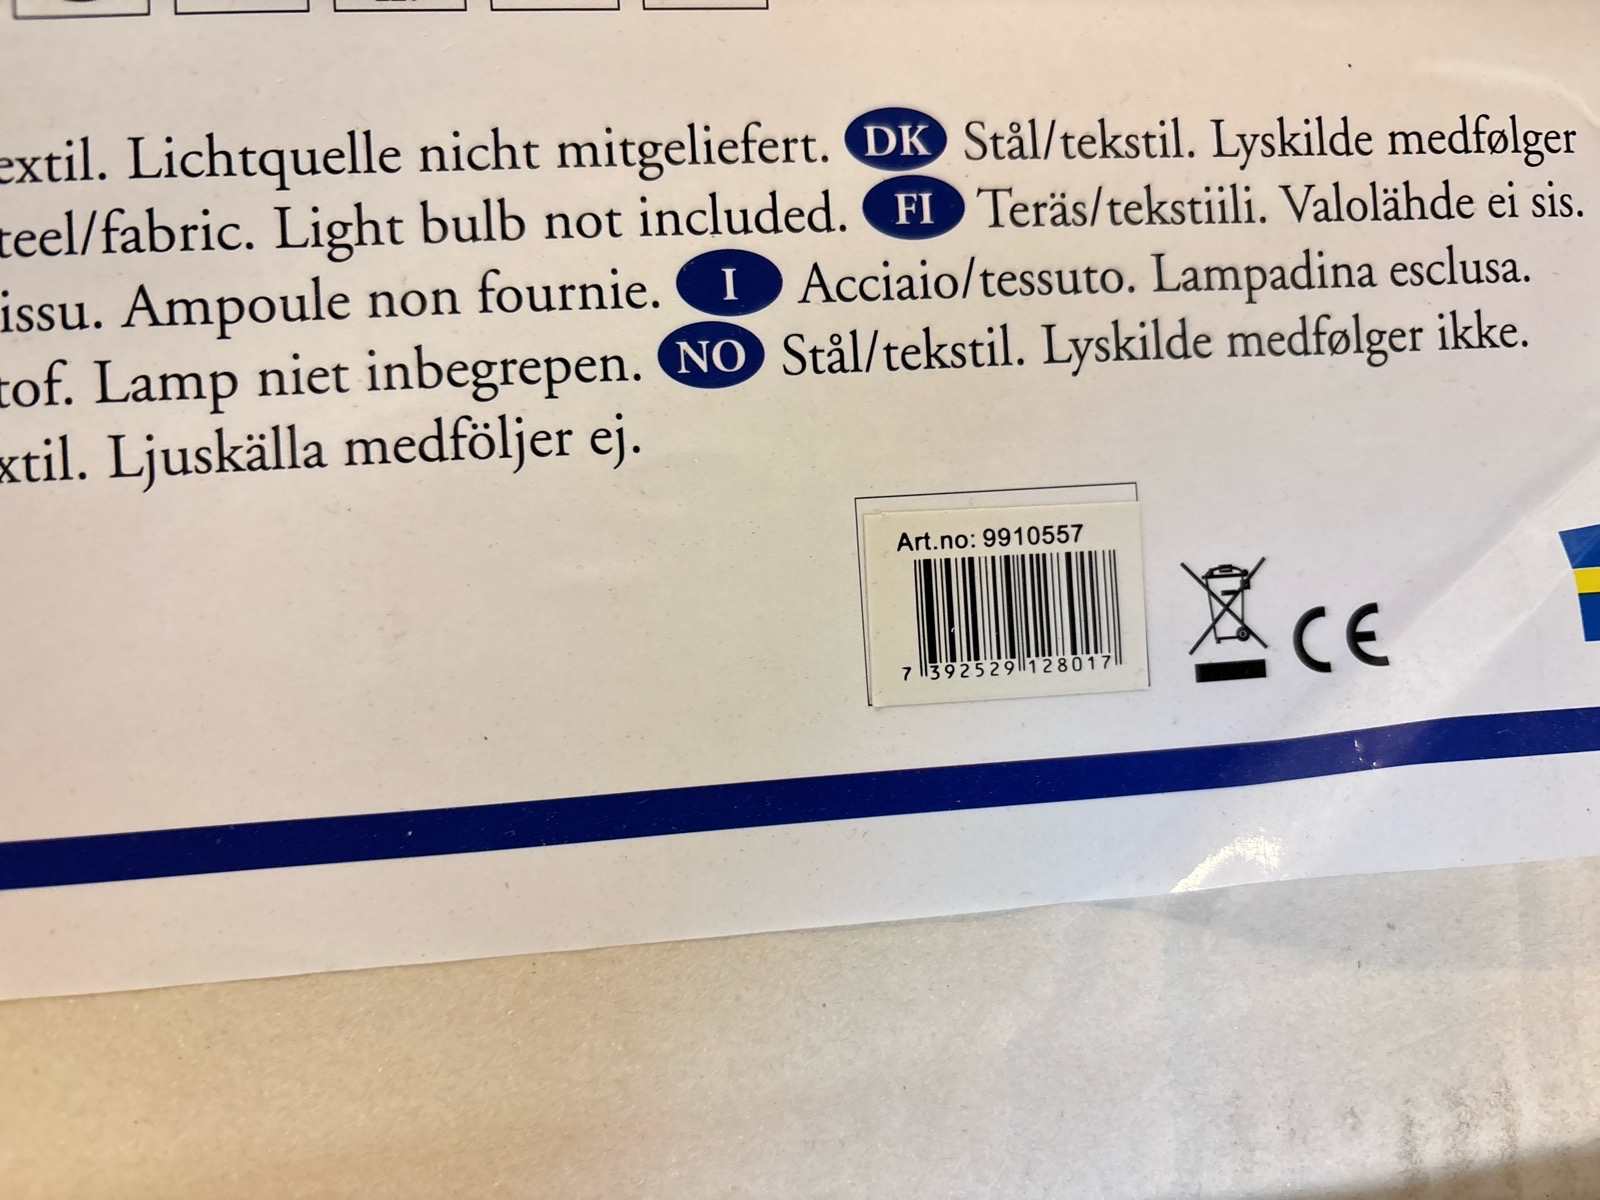 extil. Lichtquelle nicht mitgeliefert. DK Stål/tekstil. Lyskilde medfølger
teel/fabric. Light bulb not included. FI Teräs/tekstiili. Valolähde ei sis.
issu. Ampoule non fournie. I Acciaio/tessuto. Lampadina esclusa.
tof. Lamp niet inbegrepen. NO Stål/tekstil. Lyskilde medfølger ikke.
xtil. Ljuskälla medföljer ej.
Art.no: 9910557
7 392529 128017
CE